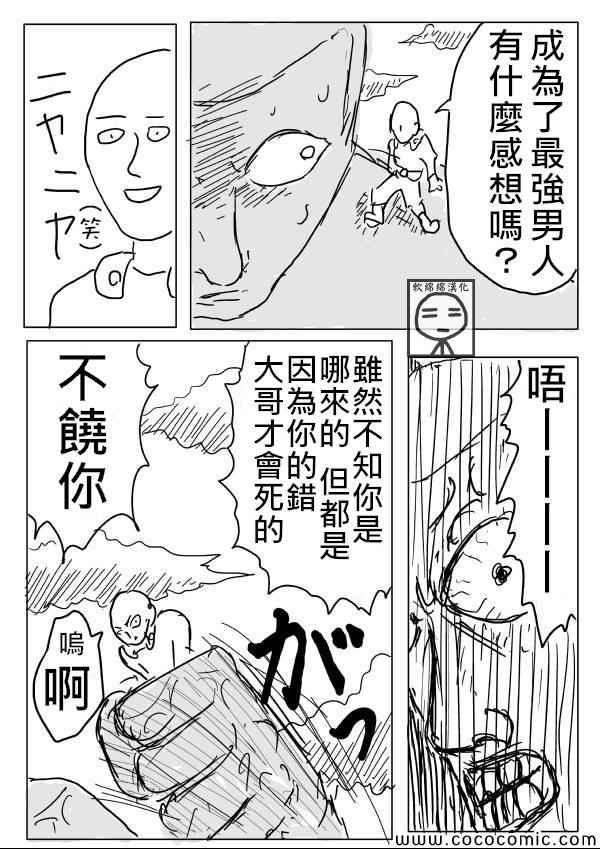 成為了最強男人
有什麼感想嗎？
ニヤニヤ
(笑)
軟綿綿漢化
唔ーーーー
雖然不知你是
哪來的 但都是
因為你的錯
大哥才會死的
不饒你
がっ
嗚
啊
www.cococomic.com